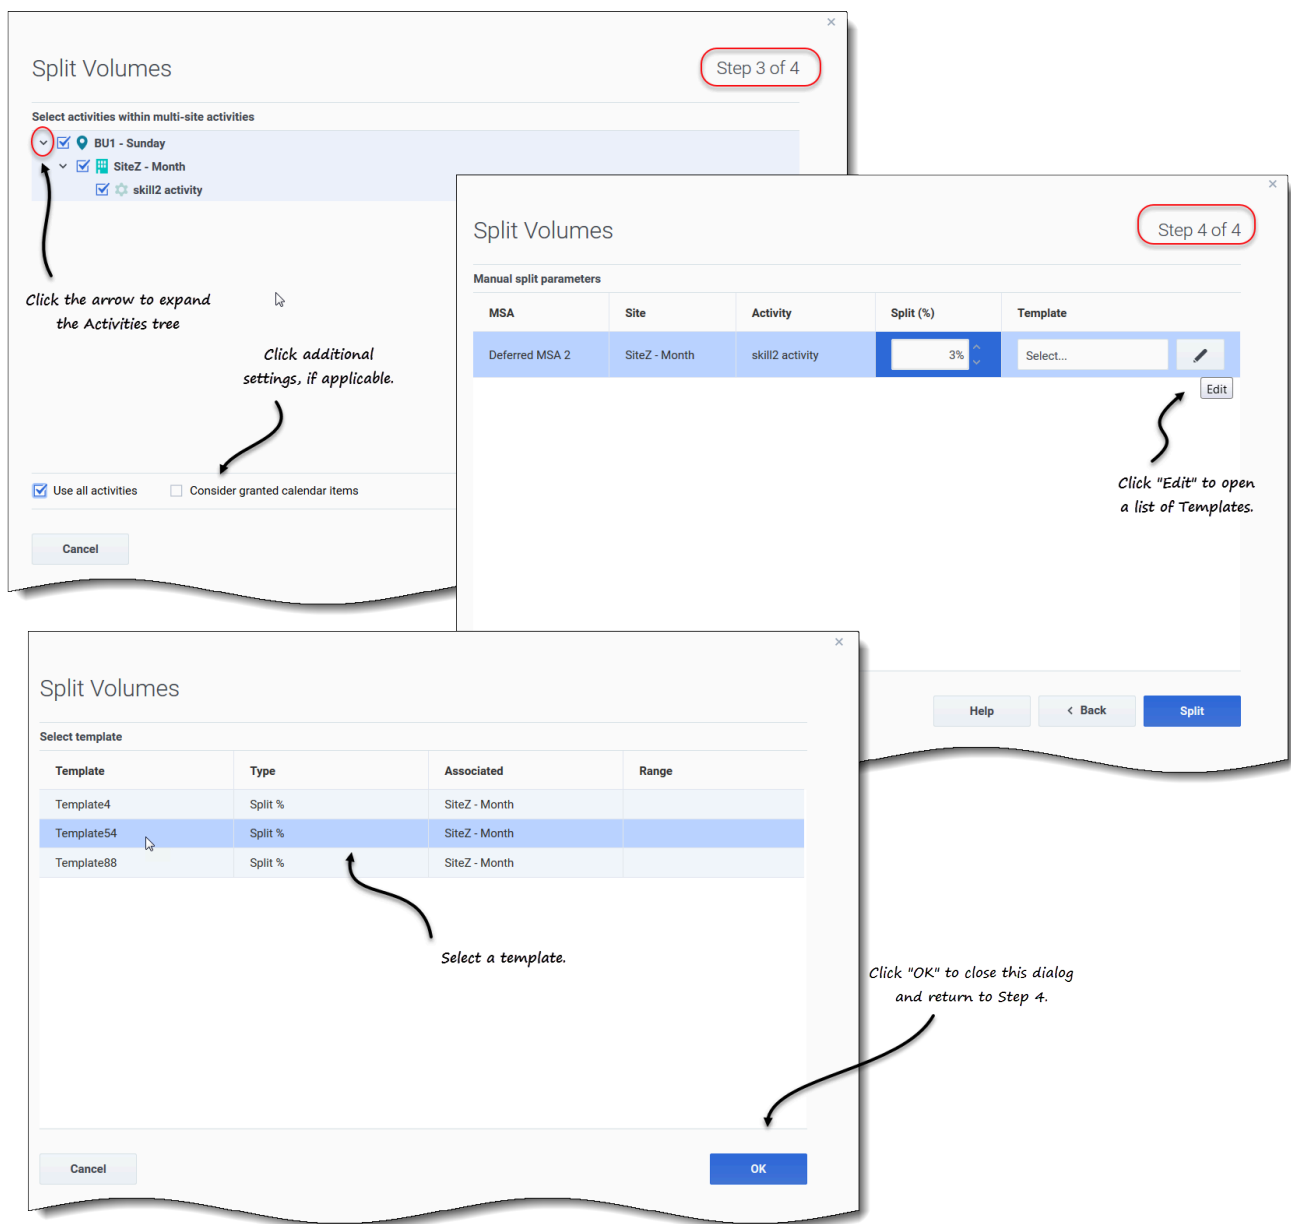 Split Volumes
Step 3 of 4
Select activities within multi-site activities
BU1 - Sunday
SiteZ - Month
skill2 activity
Click the arrow to expand
the Activities tree
Click additional
settings, if applicable.
Use all activities
Consider granted calendar items
Cancel
Split Volumes
Step 4 of 4
Manual split parameters
MSA Site Activity Split (%) Template
Deferred MSA 2 SiteZ - Month skill2 activity 3% Select...
Edit
Click "Edit" to open
a list of Templates.
Help
< Back
Split
Split Volumes
Select template
Template Type Associated Range
Template4 Split % SiteZ - Month
Template54 Split % SiteZ - Month
Template88 Split % SiteZ - Month
Select a template.
Click "OK" to close this dialog
and return to Step 4.
Cancel
OK